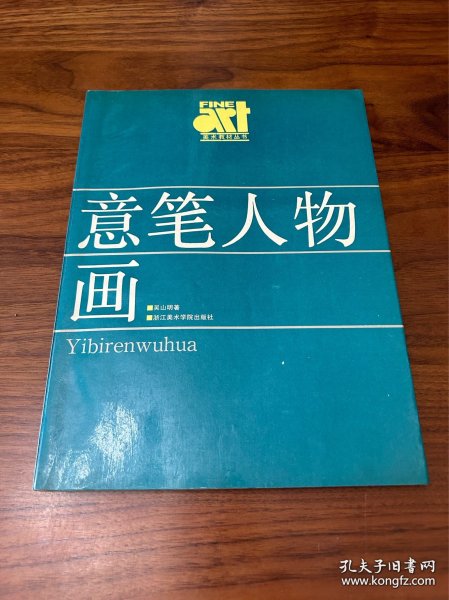 FINE
art
美术教材丛书
意笔人物
画
■吴山明著
■浙江美术学院出版社
Yibirenwuhua
孔夫子旧书网
www.kongfz.com